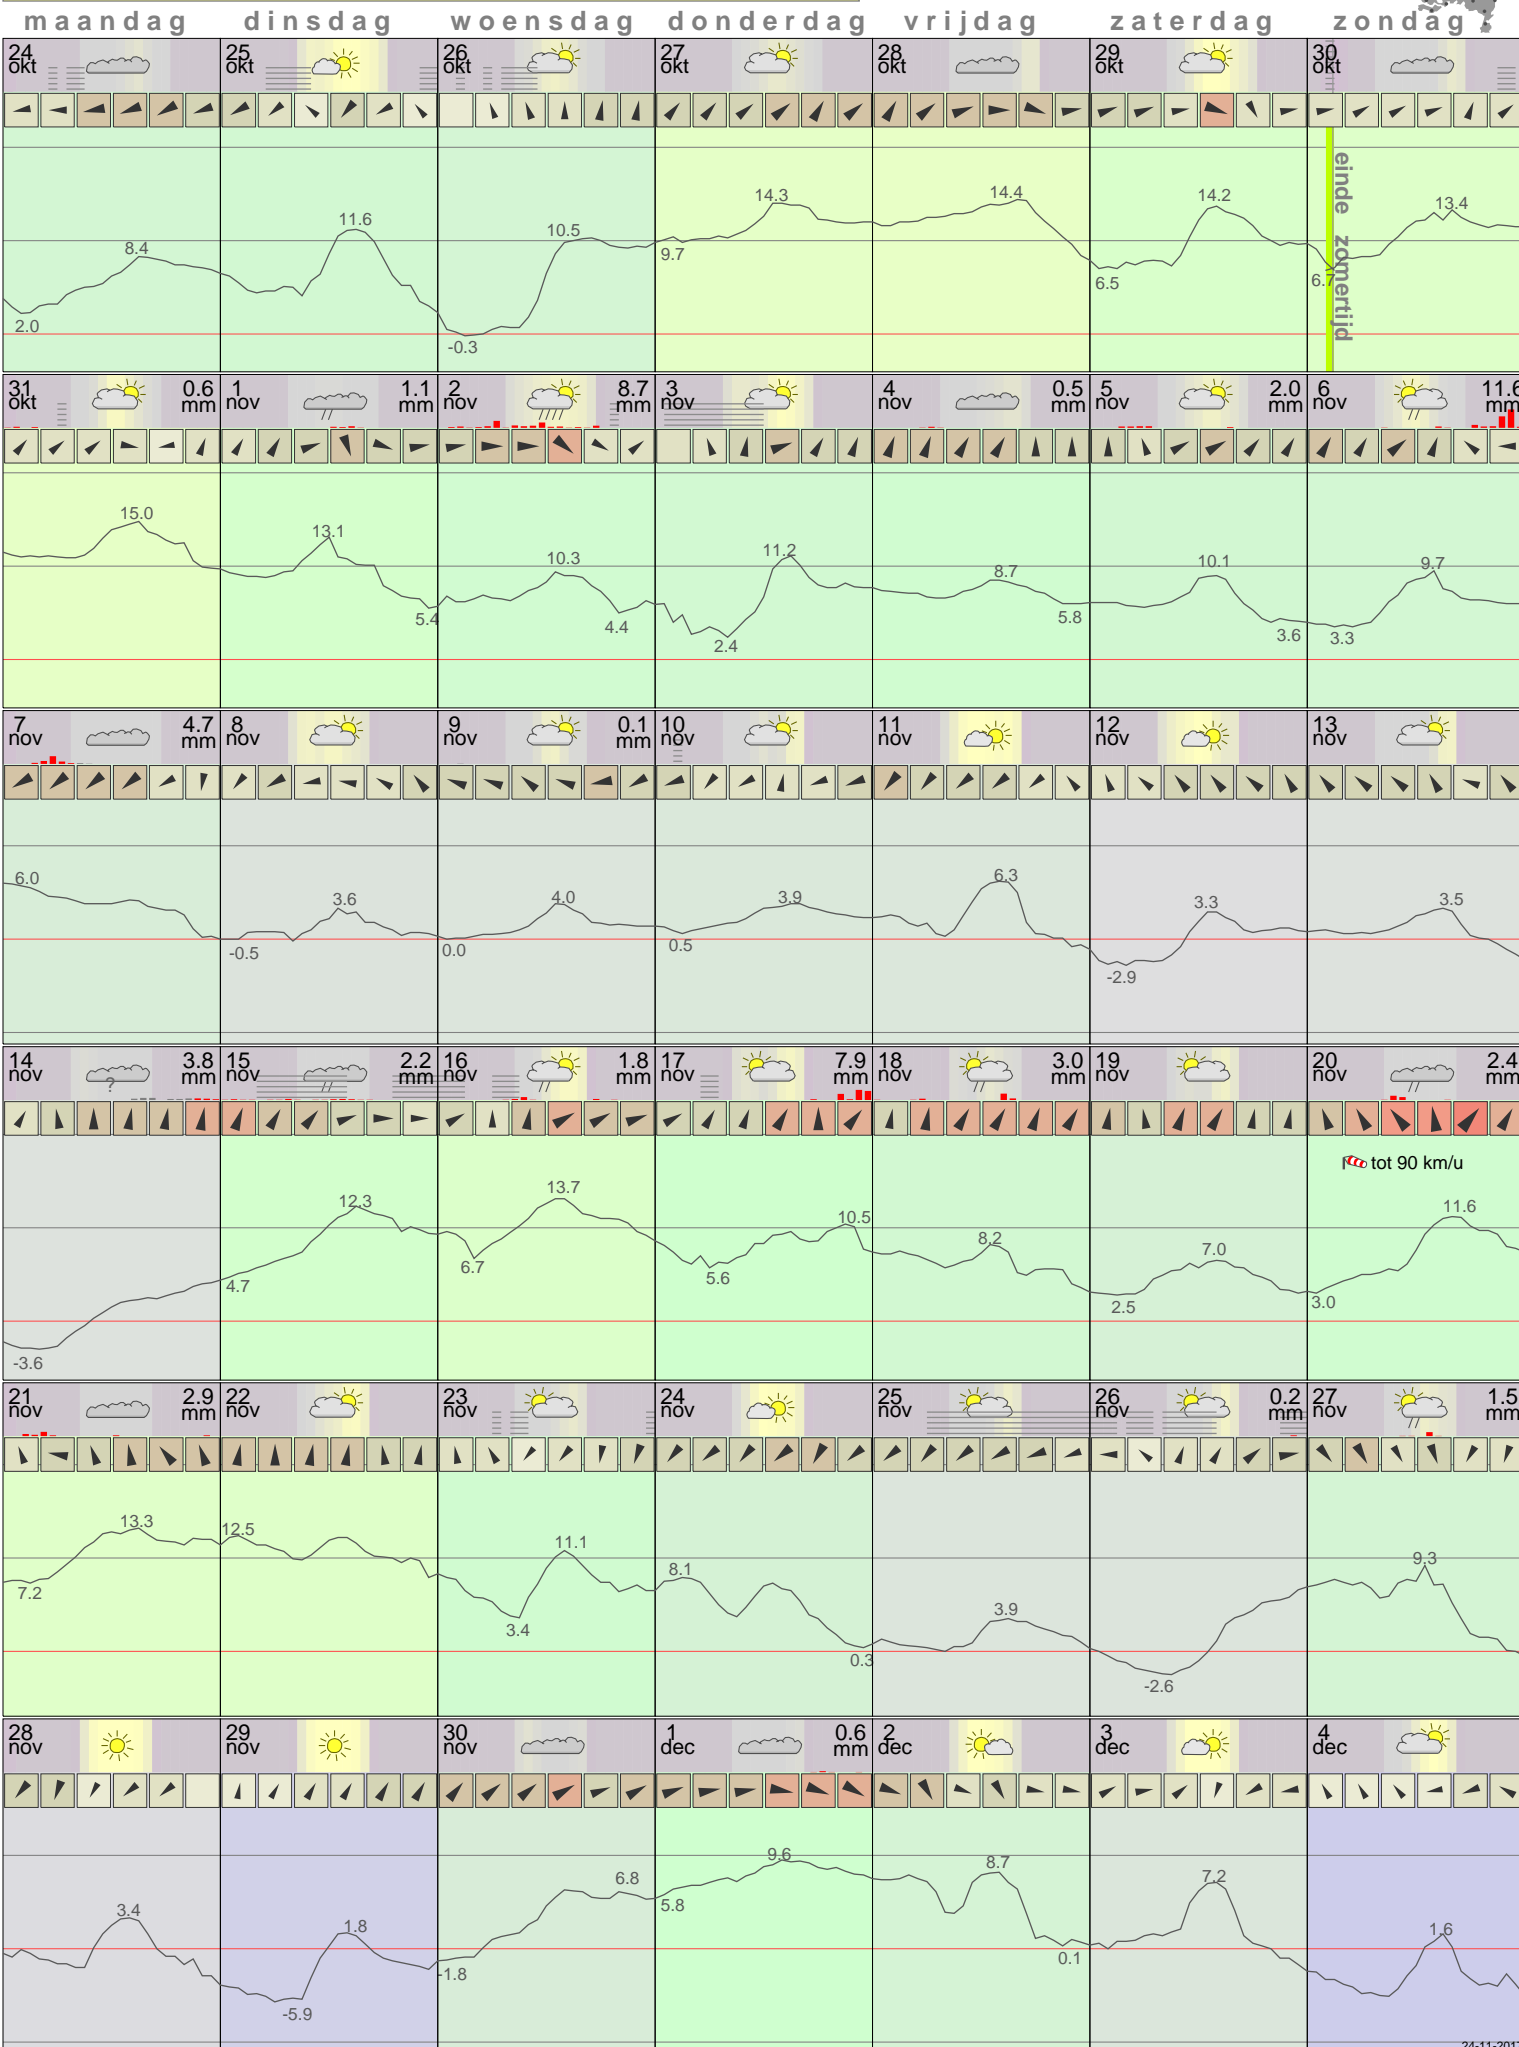 maandag dinsdag woensdag donderdag vrijdag zaterdag zondag
24 25 26 27 28 29 30
okt okt okt okt okt okt okt
8.4 11.6 10.5 14.3 14.4 14.2 13.4
2.0 -0.3 9.7 6.5 6.7
einde zomertijd
31 0.6 1 1.1 2 8.7 3 4 0.5 5 2.0 6 11.6
okt mm nov mm nov mm nov nov mm nov mm nov mm
15.0 13.1 10.3 11.2 8.7 10.1 9.7
5.4 4.4 2.4 5.8 3.6 3.3
7 4.7 8 9 0.1 10 11 12 13
nov mm nov nov mm nov nov nov nov
6.0 3.6 4.0 3.9 6.3 3.3 3.5
-0.5 0.0 0.5 -2.9
14 3.8 15 2.2 16 1.8 17 7.9 18 3.0 19 20 2.4
nov ? mm nov mm nov mm nov mm nov mm nov nov mm
tot 90 km/u
12.3 13.7 10.5 8.2 7.0 11.6
-3.6 4.7 6.7 5.6 2.5 3.0
21 2.9 22 23 24 25 26 0.2 27 1.5
nov mm nov nov nov nov nov mm nov mm
13.3 12.5 11.1 8.1 3.9 9.3
7.2 3.4 0.3 -2.6
28 29 30 1 0.6 2 3 4
nov nov nov dec mm dec dec dec
3.4 1.8 6.8 9.6 8.7 7.2 1.6
-5.9 -1.8 5.8 0.1